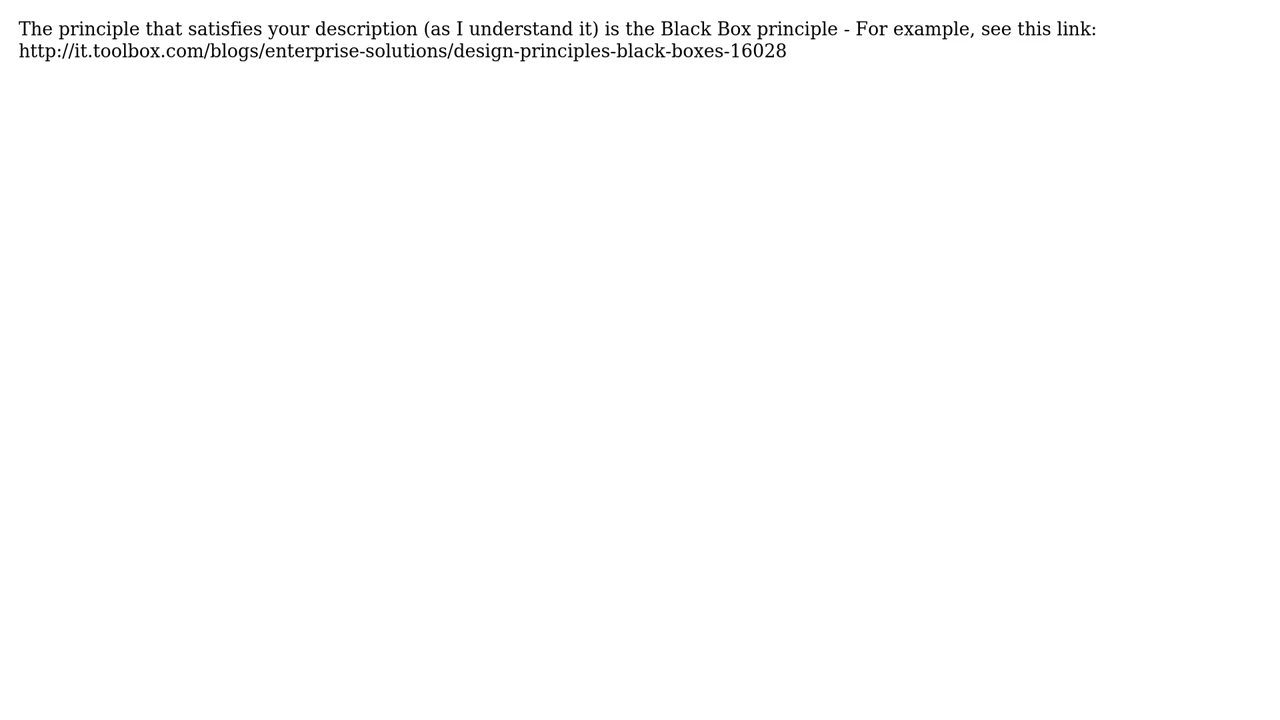 The principle that satisfies your description (as I understand it) is the Black Box principle - For example, see this link:
http://it.toolbox.com/blogs/enterprise-solutions/design-principles-black-boxes-16028